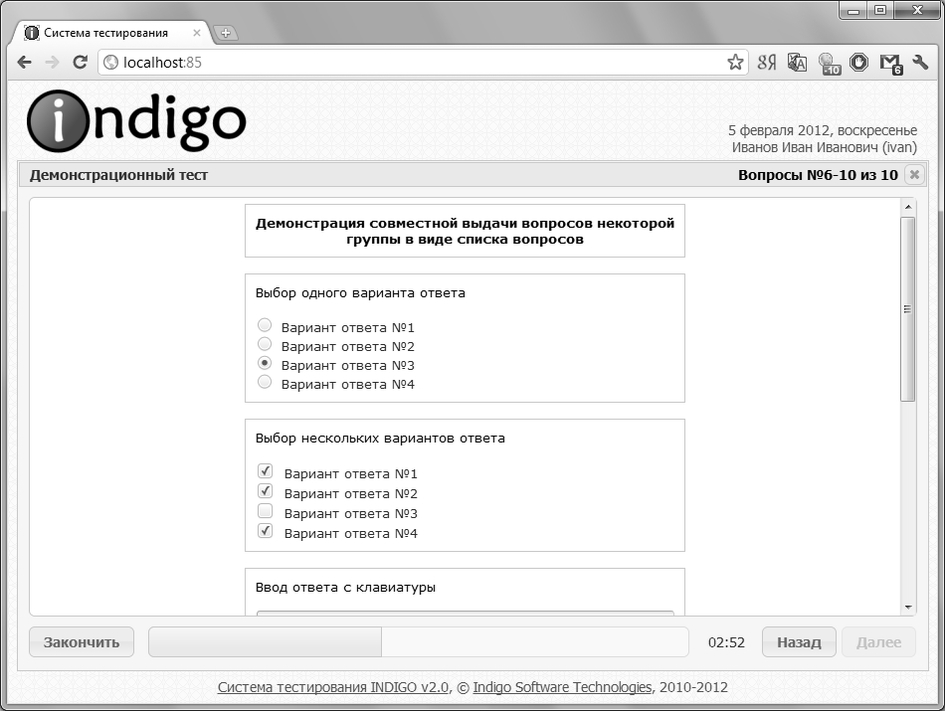 Система тестирования
localhost:85
10
6
indigo
5 февраля 2012, воскресенье
Иванов Иван Иванович (ivan)
Демонстрационный тест
Вопросы №6-10 из 10
Демонстрация совместной выдачи вопросов некоторой
группы в виде списка вопросов
Выбор одного варианта ответа
Вариант ответа №1
Вариант ответа №2
Вариант ответа №3
Вариант ответа №4
Выбор нескольких вариантов ответа
Вариант ответа №1
Вариант ответа №2
Вариант ответа №3
Вариант ответа №4
Ввод ответа с клавиатуры
Закончить
02:52
Назад
Далее
Система тестирования INDIGO v2.0, © Indigo Software Technologies, 2010-2012